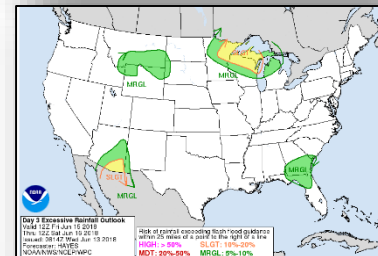 MRGL
SLGT
MRGL
SLGT
MRGL
MRGL
NOAA
Day 3 Excessive Rainfall Outlook
Valid 12Z Fri Jun 15 2018
Thru 12Z Sat Jun 16 2018
Issued: 0814Z Wed Jun 13 2018
Forecaster: HAYES
NOAA/NWS/NCEP/WPC
Risk of rainfall exceeding flash flood guidance
within 25 miles of a point to the right of a line
HIGH: > 50% SLGT: 10%-20%
MDT: 20%-50% MRGL: 5%-10%